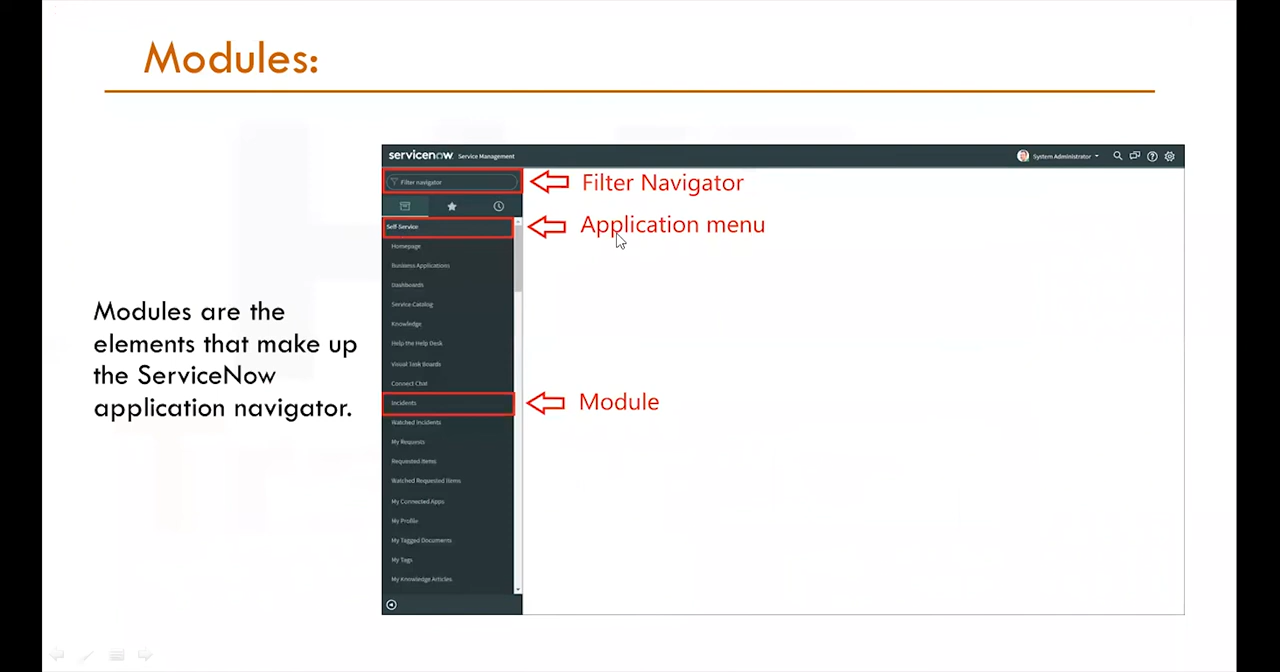 Modules:
servicenow Service Management
System Administrator
Filter navigator
Filter Navigator
Self-Service
Application menu
Homepage
Business Applications
Dashboards
Service Catalog
Modules are the
elements that make up
the ServiceNow
application navigator.
Knowledge
Help the Help Desk
Visual Task Boards
Connect Chat
Incidents
Module
Watched Incidents
My Requests
Requested Items
Watched Requested Items
My Connected Apps
My Profile
My Tagged Documents
My Tags
My Knowledge Articles